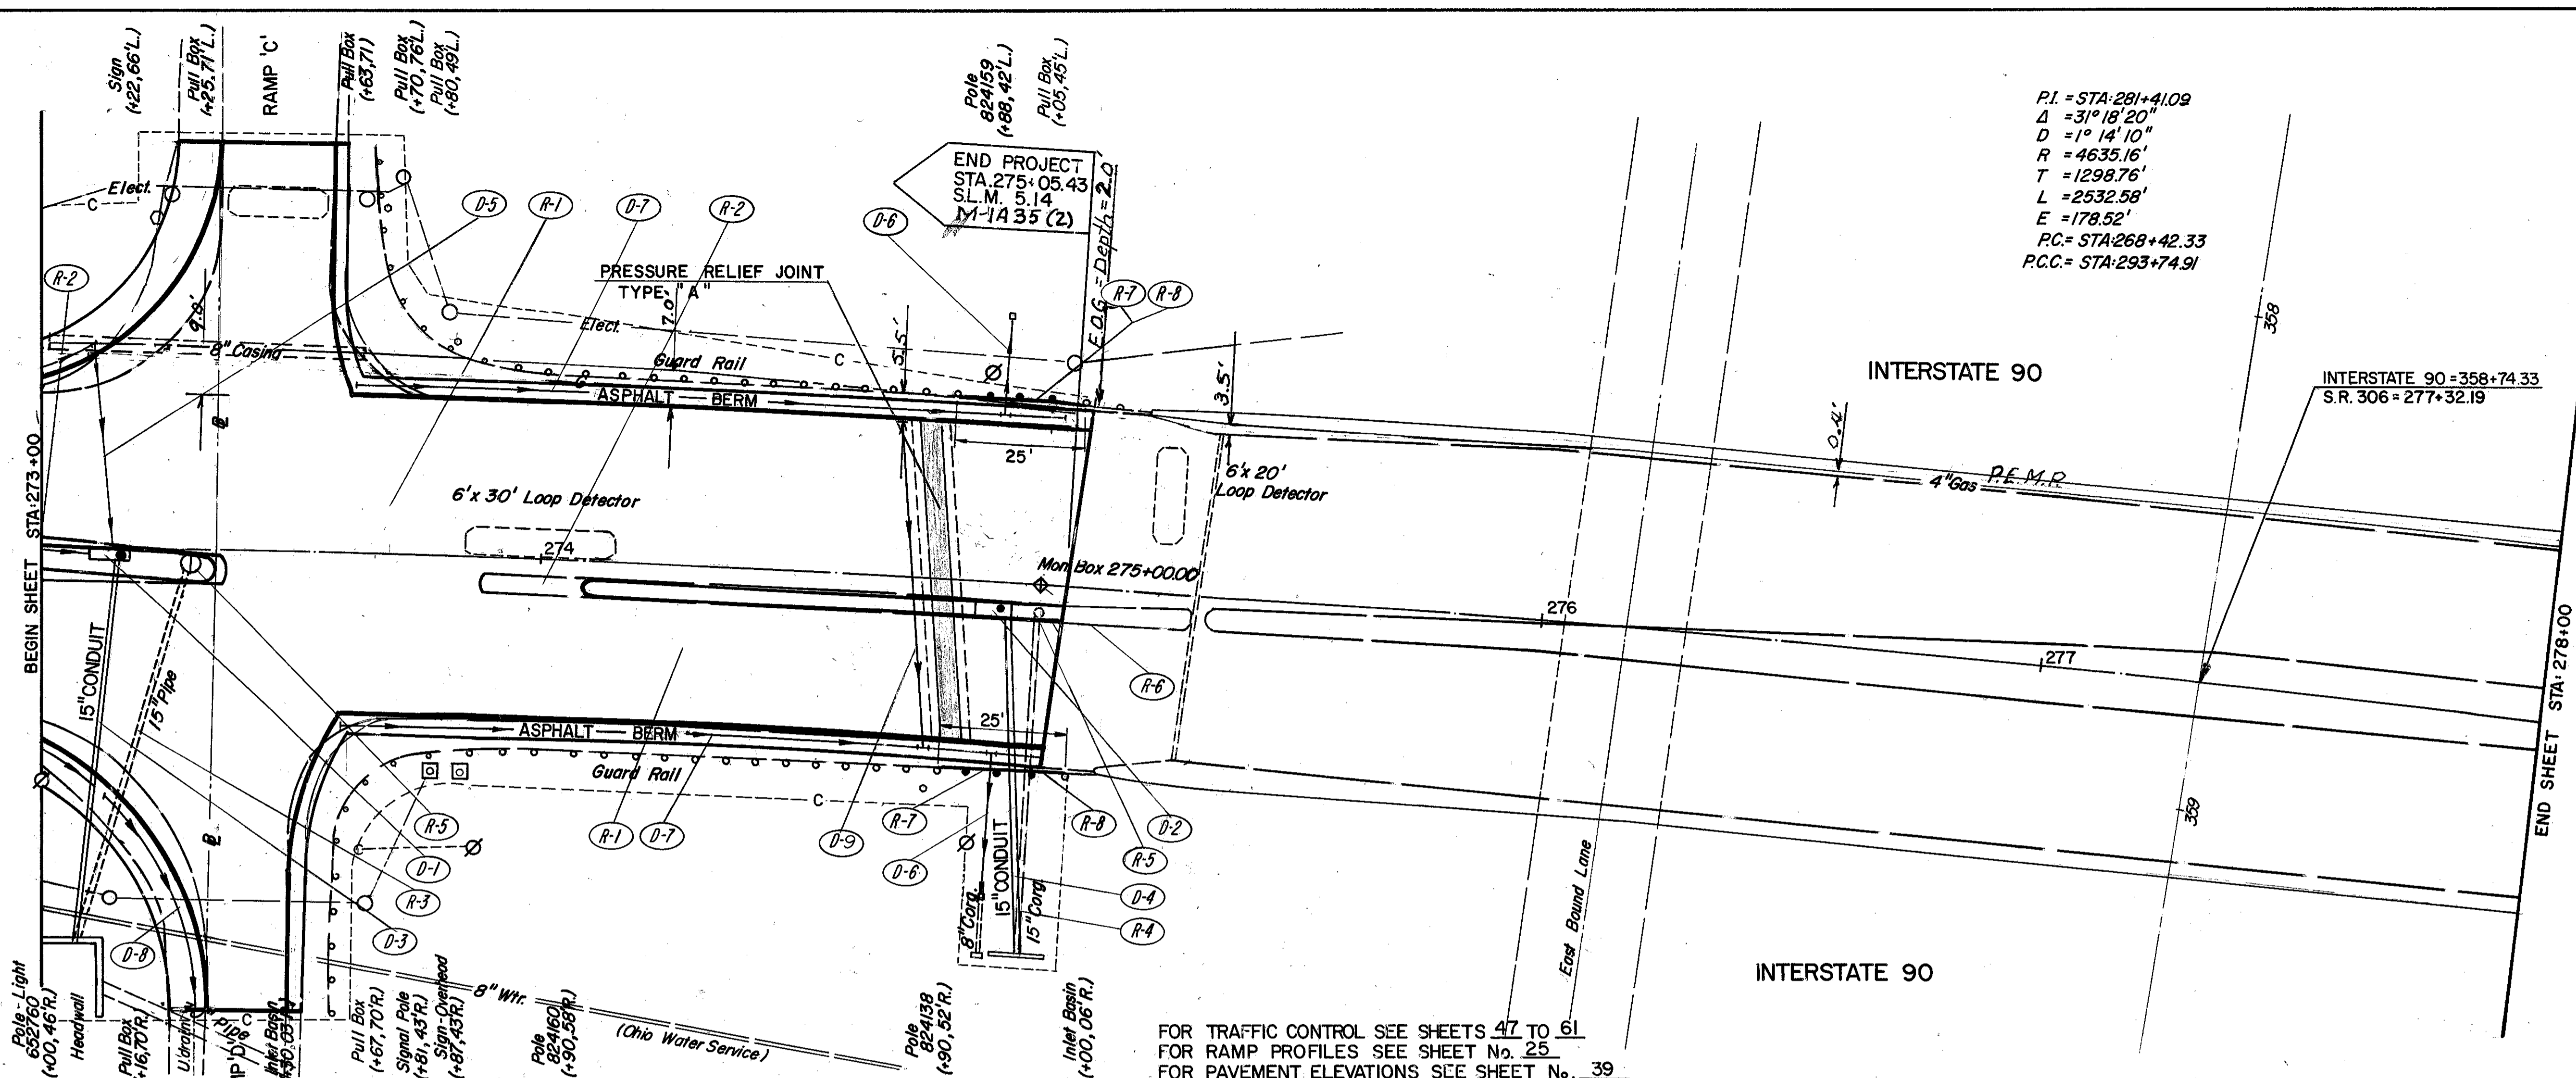 Sign
(+22,66'L.)
Pull Box
(+25,71'L.)
RAMP 'C'
Pull Box
(+63,71)
Pull Box
(+70,76'L.)
Pull Box
(+80,49'L.)
Pole
824159
(+88,42'L.)
Pull Box
(+05,45'L.)
P.I. = STA:281+41.09
Δ = 31° 18' 20"
D = 1° 14' 10"
R = 4635.16'
T = 1298.76'
L = 2532.58'
E = 178.52'
P.C. = STA:268+42.33
P.C.C. = STA:293+74.91
END PROJECT
STA.275+05.43
S.L.M. 5.14
M-1A35(2)
E.O.G = Depth = 2.0'
Elect.
C
D-5
R-1
D-7
R-2
D-6
R-2
PRESSURE RELIEF JOINT
TYPE "A"
R-7
R-8
9.8'
7.0'
5.5'
3.5'
8" Casing
Elect.
C
Guard Rail
ASPHALT BERM
358
INTERSTATE 90
INTERSTATE 90 = 358+74.33
S.R. 306 = 277+32.19
0.4'
25'
6'x 20'
Loop Detector
4" Gas P.E.M.P.
BEGIN SHEET STA:273+00
6'x 30' Loop Detector
274
Mon. Box 275+00.00
276
277
END SHEET STA:278+00
15" CONDUIT
15" Pipe
R-6
ASPHALT BERM
25'
Guard Rail
C
359
R-5
R-1
D-7
D-9
R-7
R-8
D-2
D-1
D-6
R-5
R-3
D-4
D-3
R-4
D-8
8" Corg.
15" CONDUIT
15" Corg.
East Bound Lane
INTERSTATE 90
8" Wtr.
(Ohio Water Service)
Pole - Light
652760
(+00,46'R.)
Headwall
Pull Box
(+16,70'R.)
U.drain
Pipe
C
Inlet Basin
Pull Box
(+67,70'R.)
Signal Pole
(+81,43'R.)
Sign-Overhead
(+87,43'R.)
Pole
824160
(+90,58'R.)
Pole
824138
(+90,52'R.)
Inlet Basin
(+00,06'R.)
FOR TRAFFIC CONTROL SEE SHEETS 47 TO 61
FOR RAMP PROFILES SEE SHEET No. 25
FOR PAVEMENT ELEVATIONS SEE SHEET No. 39